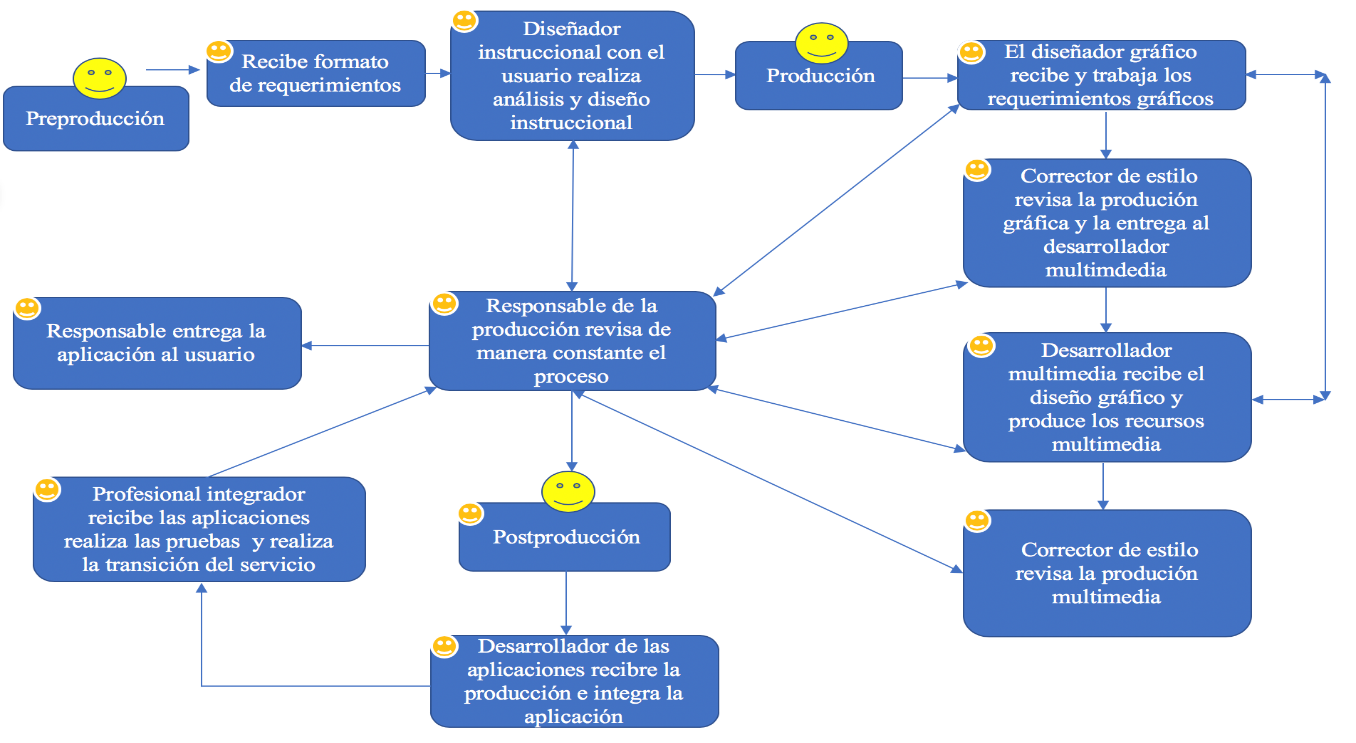 Preproducción
Recibe formato
de requerimientos
Diseñador
instruccional con el
usuario realiza
análisis y diseño
instruccional
Producción
El diseñador gráfico
recibe y trabaja los
requerimientos gráficos
Corrector de estilo
revisa la produción
gráfica y la entrega al
desarrollador
multimdedia
Responsable entrega la
aplicación al usuario
Responsable de la
producción revisa de
manera constante el
proceso
Desarrollador
multimedia recibe el
diseño gráfico y
produce los recursos
multimedia
Profesional integrador
reicibe las aplicaciones
realiza las pruebas y realiza
la transición del servicio
Postproducción
Corrector de estilo
revisa la produción
multimedia
Desarrollador de las
aplicaciones recibre la
producción e integra la
aplicación